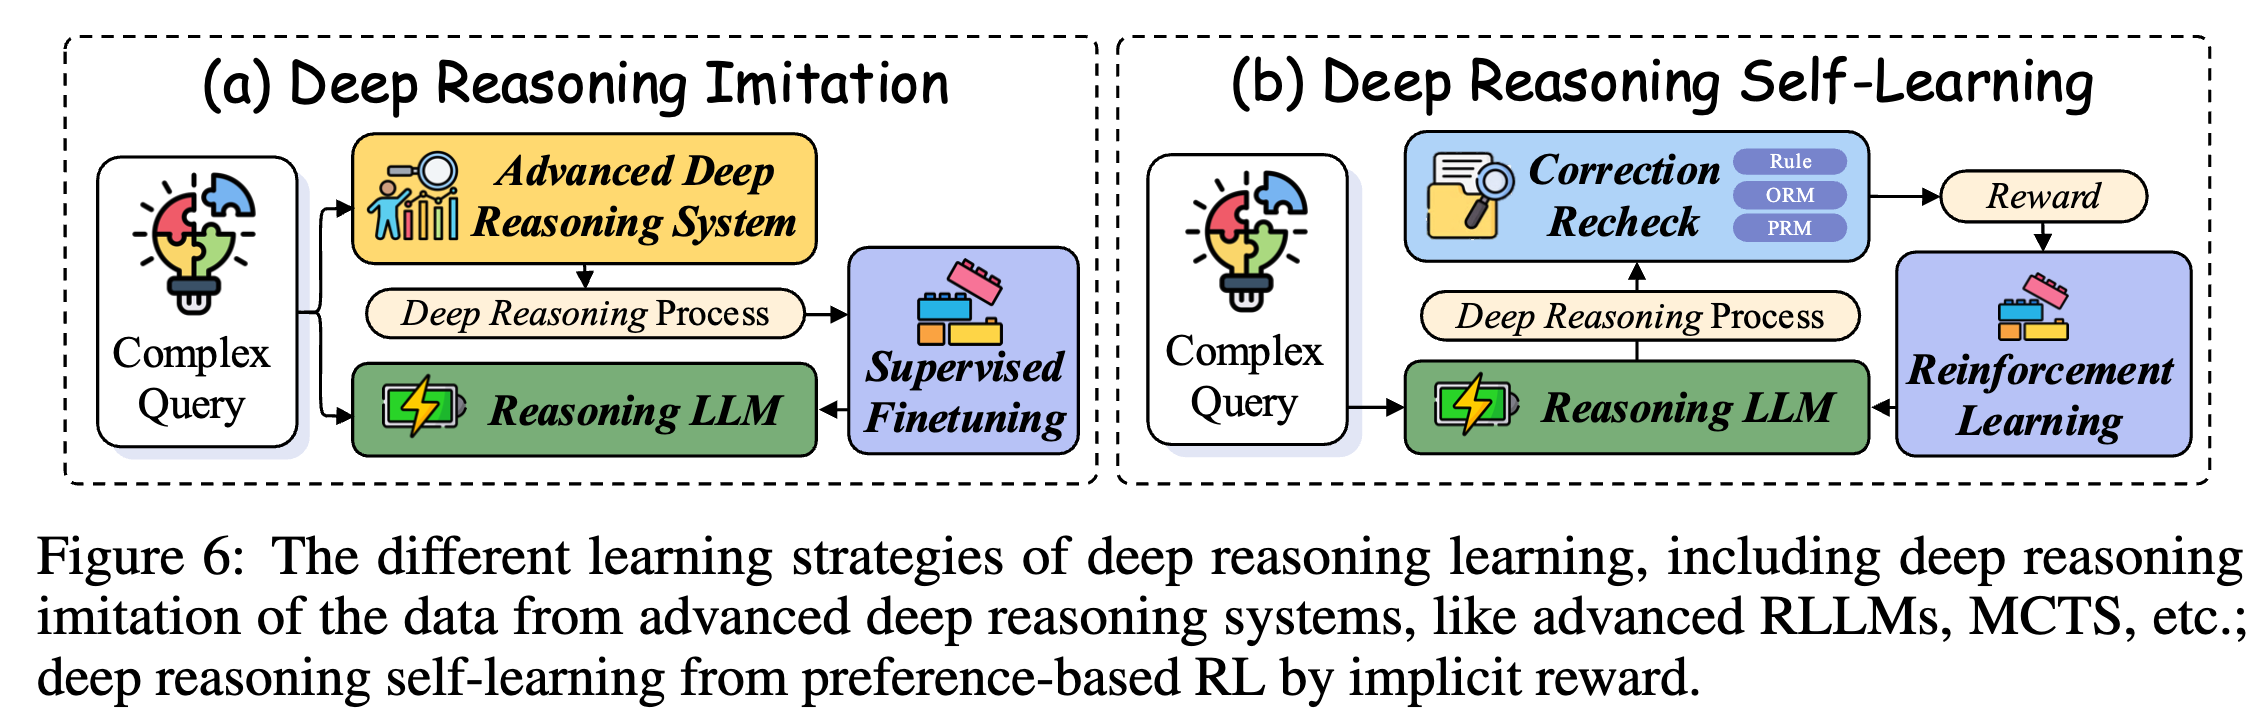 (a) Deep Reasoning Imitation
Complex
Query
Advanced Deep
Reasoning System
Deep Reasoning Process
Reasoning LLM
Supervised
Finetuning
(b) Deep Reasoning Self-Learning
Complex
Query
Correction
Recheck
Rule
ORM
PRM
Reward
Deep Reasoning Process
Reasoning LLM
Reinforcement
Learning
Figure 6: The different learning strategies of deep reasoning learning, including deep reasoning
imitation of the data from advanced deep reasoning systems, like advanced RLLMs, MCTS, etc.;
deep reasoning self-learning from preference-based RL by implicit reward.